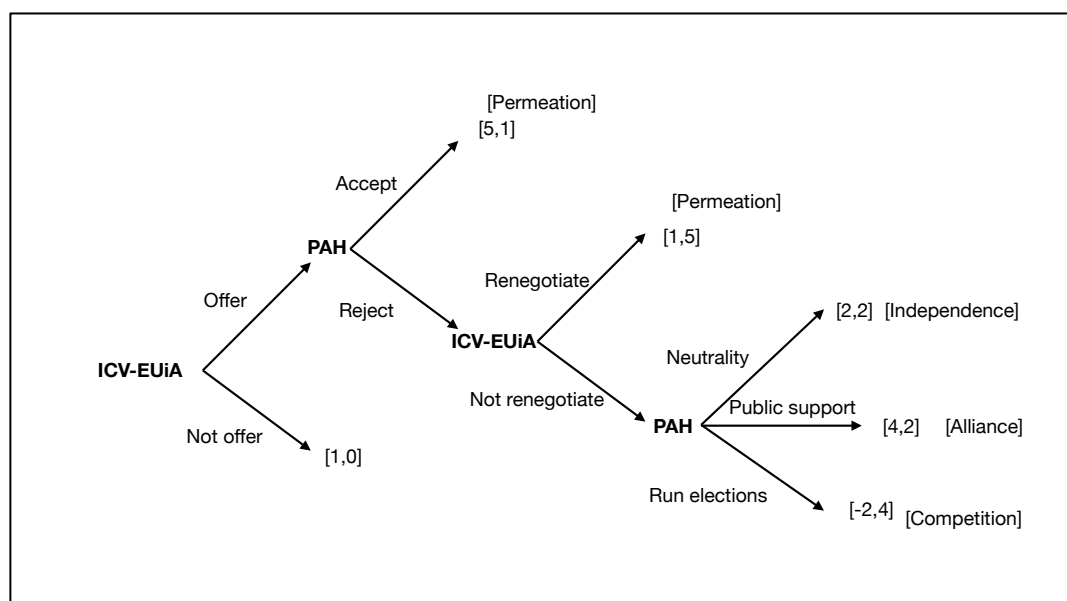 [Permeation]
[5,1]
Accept
[Permeation]
PAH
[1,5]
Renegotiate
Offer
Reject
[2,2] [Independence]
ICV-EUiA
Neutrality
ICV-EUiA
Not renegotiate
Public support
PAH
[4,2] [Alliance]
Not offer
[1,0]
Run elections
[-2,4] [Competition]